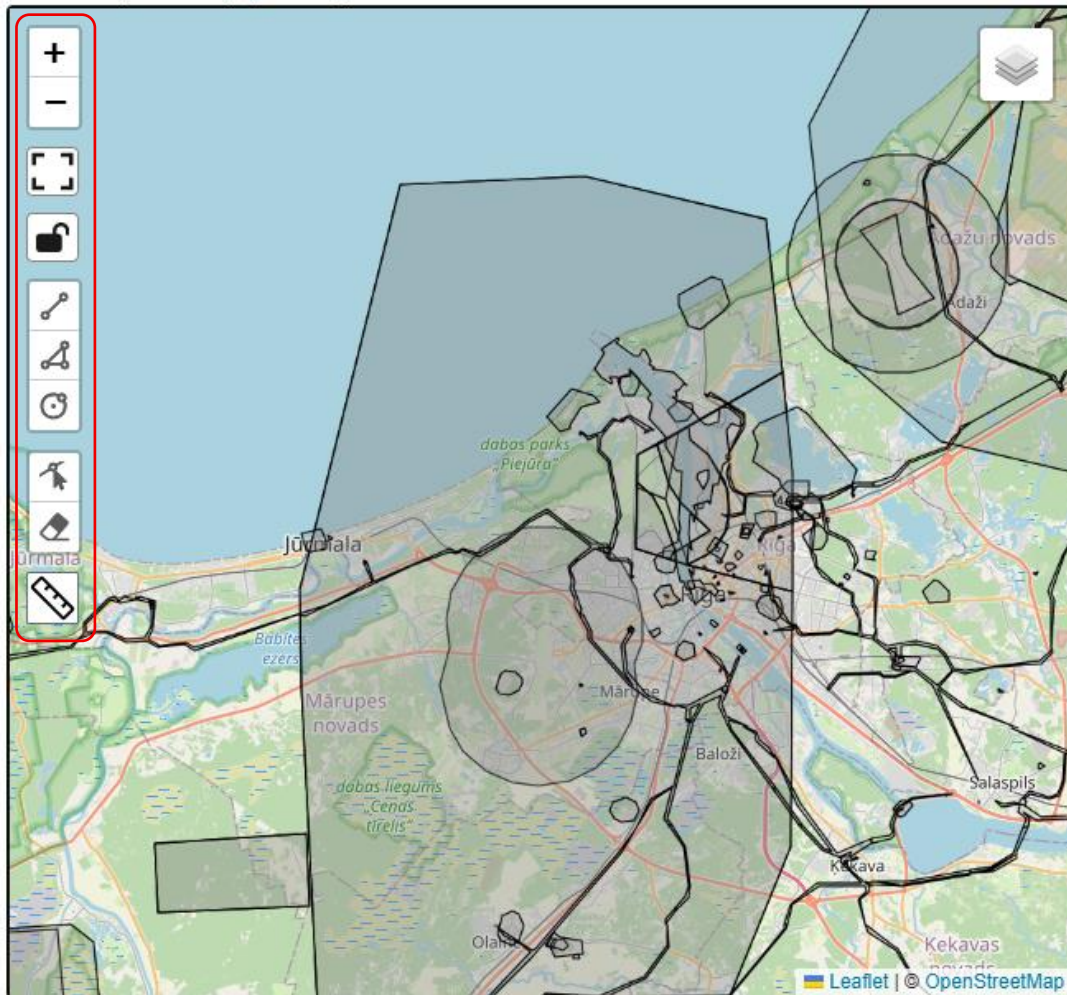 +
−
Ādažu novads
Ādaži
dabas parks
„Piejūra“
Jūrmala
Jūrmala
Rīga
Rīga
Babītes
ezers
Mārupe
Mārupes
novads
Baloži
dabas liegums
„Cenas
tīrelis“
Salaspils
Ķekava
Olaine
Ķekavas
novads
Leaflet | © OpenStreetMap